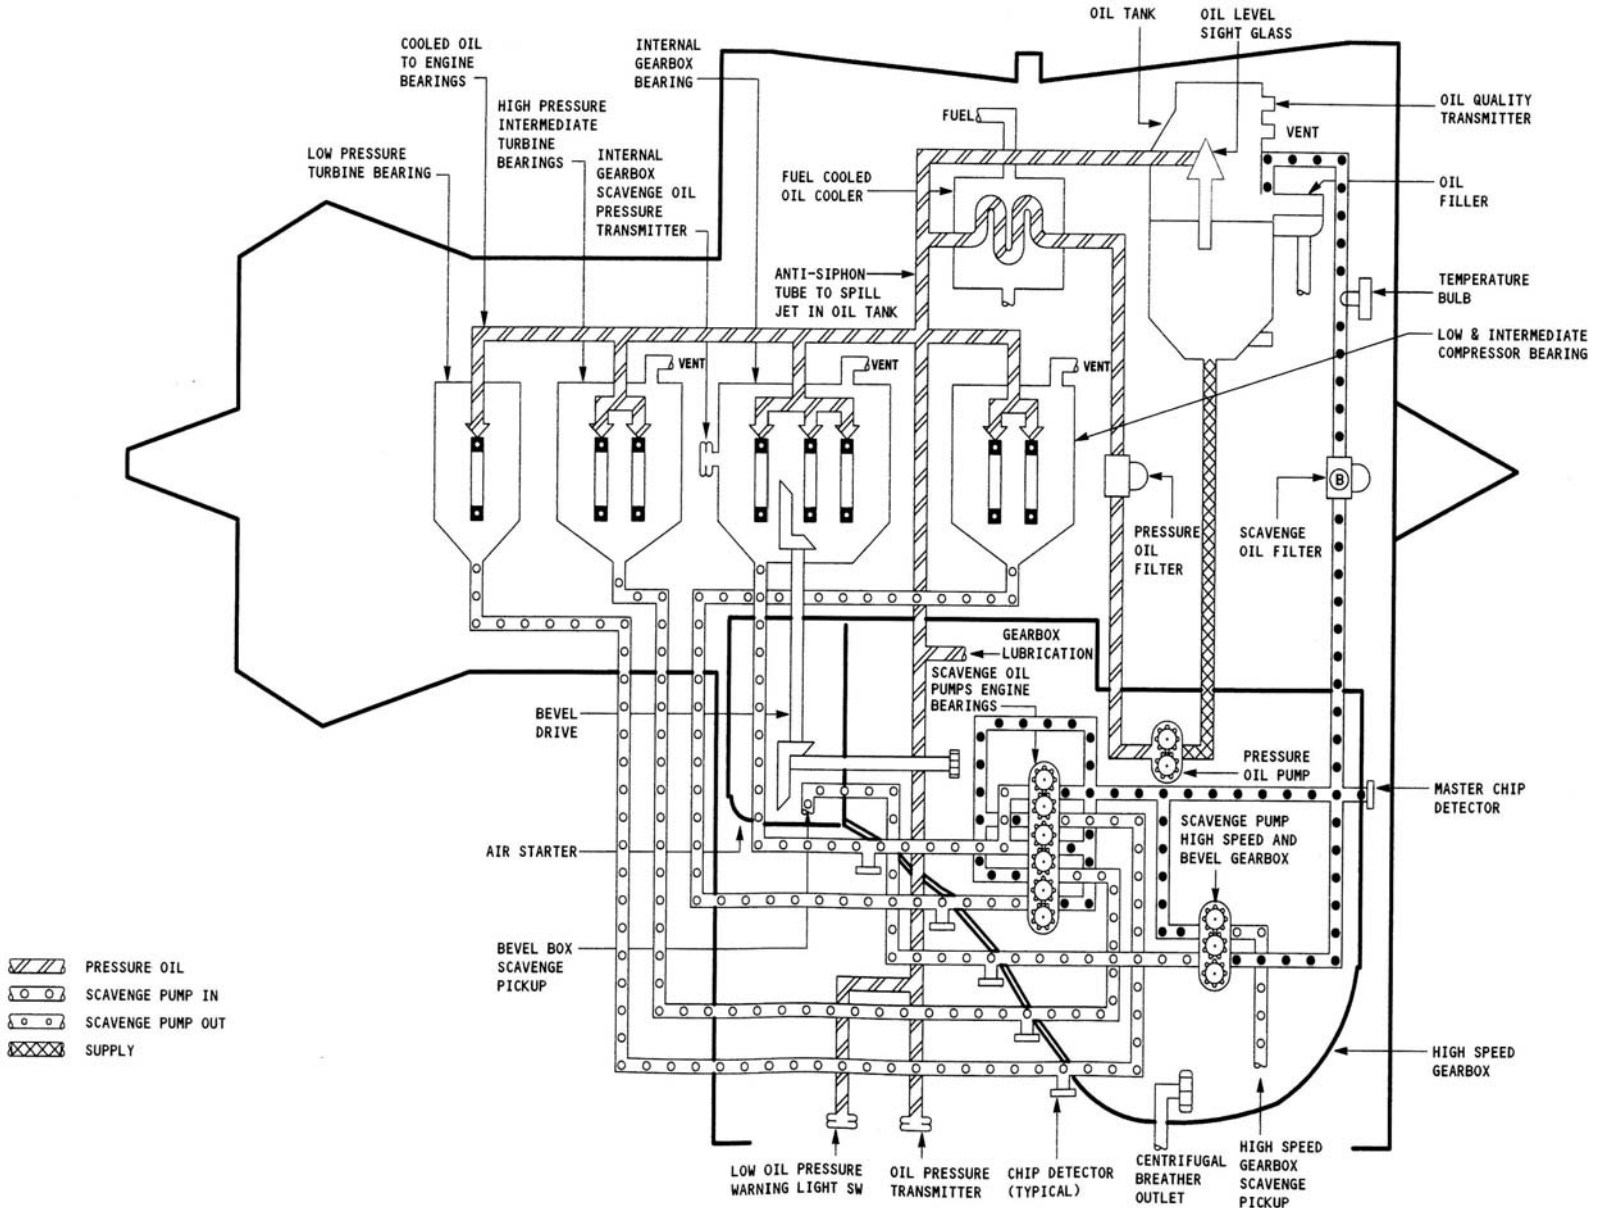 OIL TANK
OIL LEVEL
SIGHT GLASS
COOLED OIL
TO ENGINE
BEARINGS
INTERNAL
GEARBOX
BEARING
HIGH PRESSURE
INTERMEDIATE
TURBINE
BEARINGS
OIL QUALITY
TRANSMITTER
FUEL
VENT
LOW PRESSURE
TURBINE BEARING
INTERNAL
GEARBOX
SCAVENGE OIL
PRESSURE
TRANSMITTER
FUEL COOLED
OIL COOLER
OIL
FILLER
ANTI-SIPHON
TUBE TO SPILL
JET IN OIL TANK
TEMPERATURE
BULB
LOW & INTERMEDIATE
COMPRESSOR BEARING
VENT
VENT
VENT
B
PRESSURE
OIL
FILTER
SCAVENGE
OIL FILTER
GEARBOX
LUBRICATION
SCAVENGE OIL
PUMPS ENGINE
BEARINGS
BEVEL
DRIVE
PRESSURE
OIL PUMP
MASTER CHIP
DETECTOR
SCAVENGE PUMP
HIGH SPEED AND
BEVEL GEARBOX
AIR STARTER
BEVEL BOX
SCAVENGE
PICKUP
PRESSURE OIL
SCAVENGE PUMP IN
SCAVENGE PUMP OUT
SUPPLY
HIGH SPEED
GEARBOX
LOW OIL PRESSURE
WARNING LIGHT SW
OIL PRESSURE
TRANSMITTER
CHIP DETECTOR
(TYPICAL)
CENTRIFUGAL
BREATHER
OUTLET
HIGH SPEED
GEARBOX
SCAVENGE
PICKUP